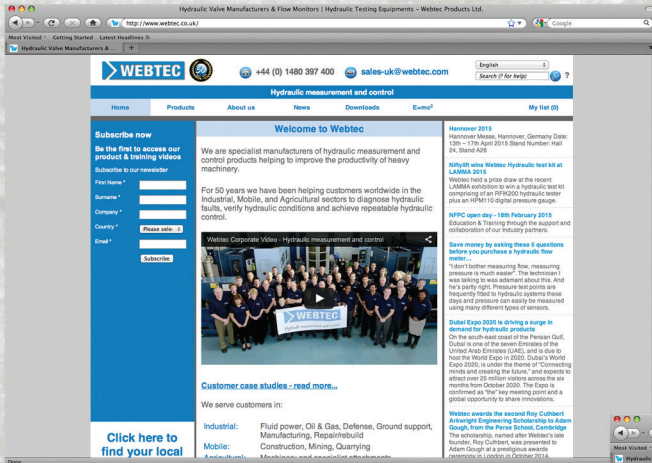 Hydraulic Valve Manufacturers & Flow Monitors | Hydraulic Testing Equipments – Webtec Products Ltd.
http://www.webtec.co.uk/
Google
Most Visited Getting Started Latest Headlines
Hydraulic Valve Manufacturers & ...
WEBTEC
+44 (0) 1480 397 400
sales-uk@webtec.com
English
Search (? for help)
?
Hydraulic measurement and control
Home Products About us News Downloads E=mc² My list (0)
Subscribe now
Be the first to access our
product & training videos
Subscribe to our newsletter
First Name *
Surname *
Company *
Country * Please sele
Email *
Subscribe
Click here to
find your local
Welcome to Webtec
We are specialist manufacturers of hydraulic measurement and
control products helping to improve the productivity of heavy
machinery.
For 50 years we have been helping customers worldwide in the
Industrial, Mobile, and Agricultural sectors to diagnose hydraulic
faults, verify hydraulic conditions and achieve repeatable hydraulic
control.
Webtec Corporate Video - Hydraulic measurement and control
WEBTEC
Hydraulic measurement and control
Customer case studies - read more...
We serve customers in:
Industrial: Fluid power, Oil & Gas, Defense, Ground support,
Manufacturing, Repair/rebuild
Mobile: Construction, Mining, Quarrying
Agricultural: Machinery and specialist attachments
Hannover 2015
Hannover Messe, Hannover, Germany Date:
13th – 17th April 2015 Stand Number: Hall
24, Stand A26
Niftylift wins Webtec Hydraulic test kit at
LAMMA 2015
Webtec held a prize draw at the recent
LAMMA exhibition to win a hydraulic test kit
comprising of an RFIK200 hydraulic tester
plus an HPM110 digital pressure gauge.
NFPC open day - 18th February 2015
Education & Training through the support and
collaboration of our Industry partners.
Save money by asking these 5 questions
before you purchase a hydraulic flow
meter…
"I don't bother measuring flow, measuring
pressure is much easier". The technician I
was talking to was adamant about this. And
he's partly right. Pressure test points are
frequently fitted to hydraulic systems these
days and pressure can easily be measured
using many different types of sensors.
Dubai Expo 2020 is driving a surge in
demand for hydraulic products
On the south-east coast of the Persian Gulf,
Dubai is one of the seven Emirates of the
United Arab Emirates (UAE), and is due to
host the World Expo in 2020. Dubai's World
Expo 2020, is under the theme of "Connecting
minds and creating the future," and expects to
attract over 25 million visitors across the six
months from October 2020. The Expo is
confirmed as "the" key meeting point and a
global opportunity to share innovations.
Webtec awards the second Roy Cuthbert
Arkwright Engineering Scholarship to Adam
Gough, from the Perse School, Cambridge
The scholarship, named after Webtec's late
founder, Roy Cuthbert, was presented to
Adam Gough at a prestigious awards
ceremony in London in October 2014.
Done
Most Visited
Hydraulic